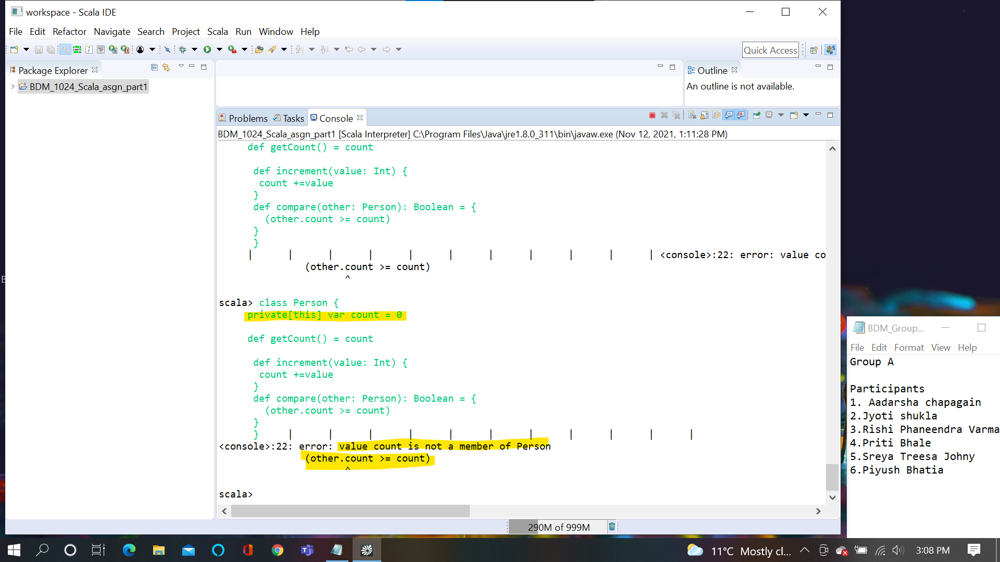 workspace - Scala IDE
File Edit Refactor Navigate Search Project Scala Run Window Help
Quick Access
Package Explorer
BDM_1024_Scala_asgn_part1
Outline
An outline is not available.
Problems Tasks Console
BDM_1024_Scala_asgn_part1 [Scala Interpreter] C:\Program Files\Java\jre1.8.0_311\bin\javaw.exe (Nov 12, 2021, 1:11:28 PM)
def getCount() = count
def increment(value: Int) {
count +=value
}
def compare(other: Person): Boolean = {
(other.count >= count)
}
}
| | | | | | | | | | | <console>:22: error: value co
(other.count >= count)
^
scala> class Person {
private[this] var count = 0
def getCount() = count
def increment(value: Int) {
count +=value
}
def compare(other: Person): Boolean = {
(other.count >= count)
}
} | | | | | | | | | | |
<console>:22: error: value count is not a member of Person
(other.count >= count)
^
scala>
290M of 999M
BDM_Group...
File Edit Format View Help
Group A
Participants
1. Aadarsha chapagain
2.Jyoti shukla
3.Rishi Phaneendra Varma
4.Priti Bhale
5.Sreya Treesa Johny
6.Piyush Bhatia
11°C Mostly cl...
3:08 PM